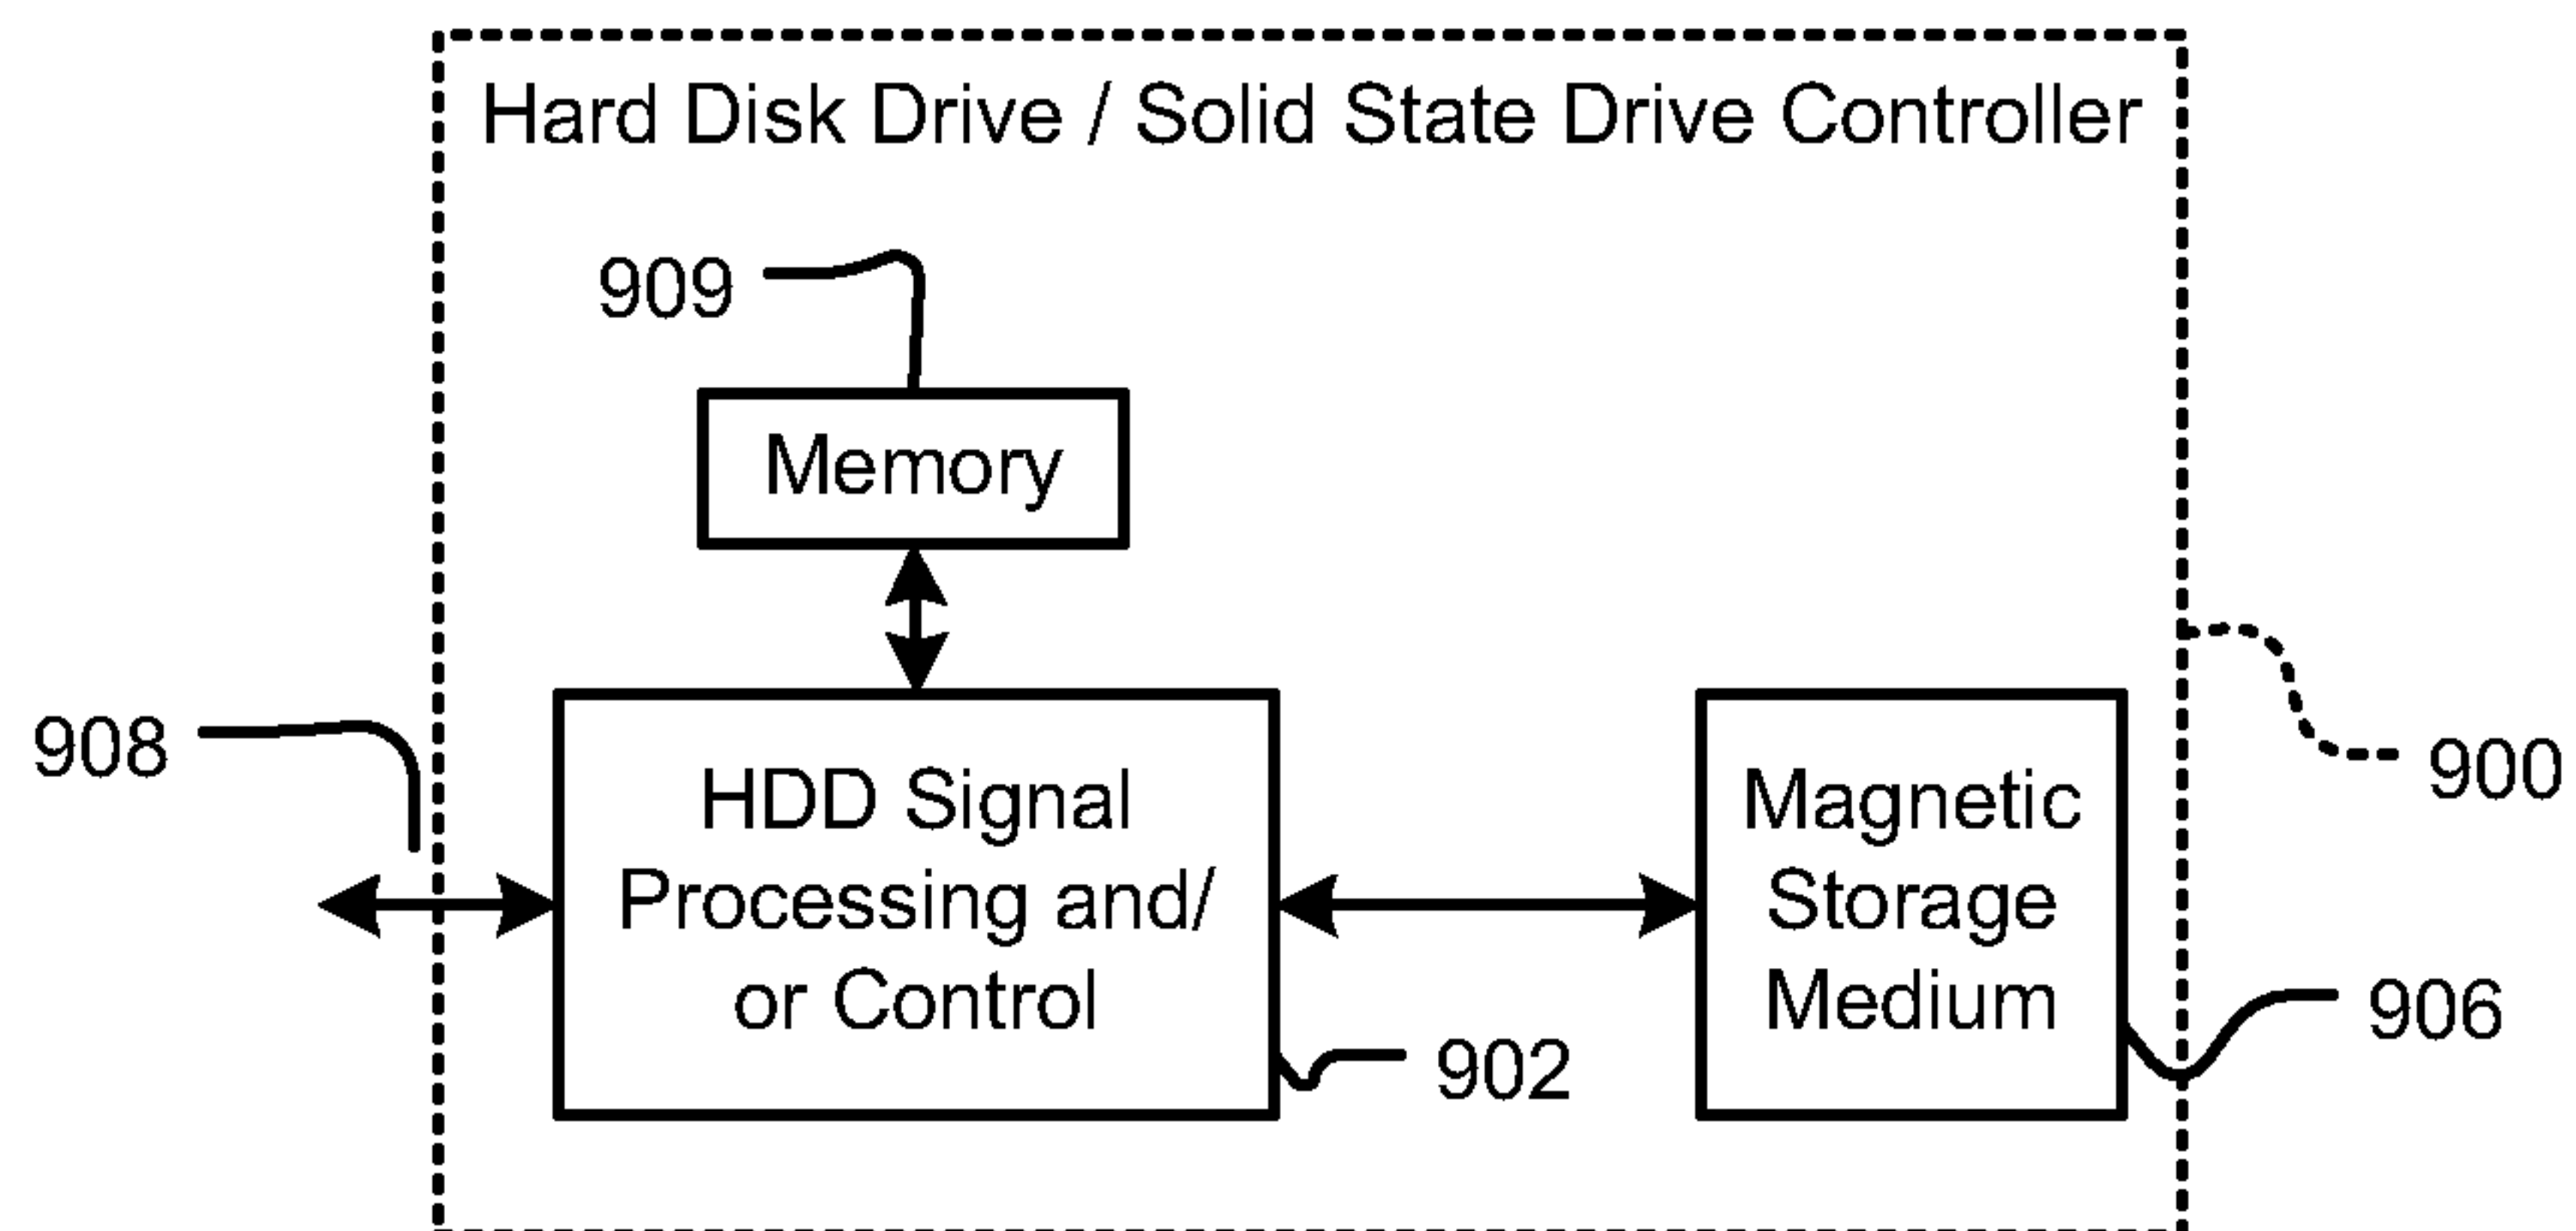 Hard Disk Drive / Solid State Drive Controller
909
Memory
908
HDD Signal
Processing and/
or Control
902
Magnetic
Storage
Medium
900
906